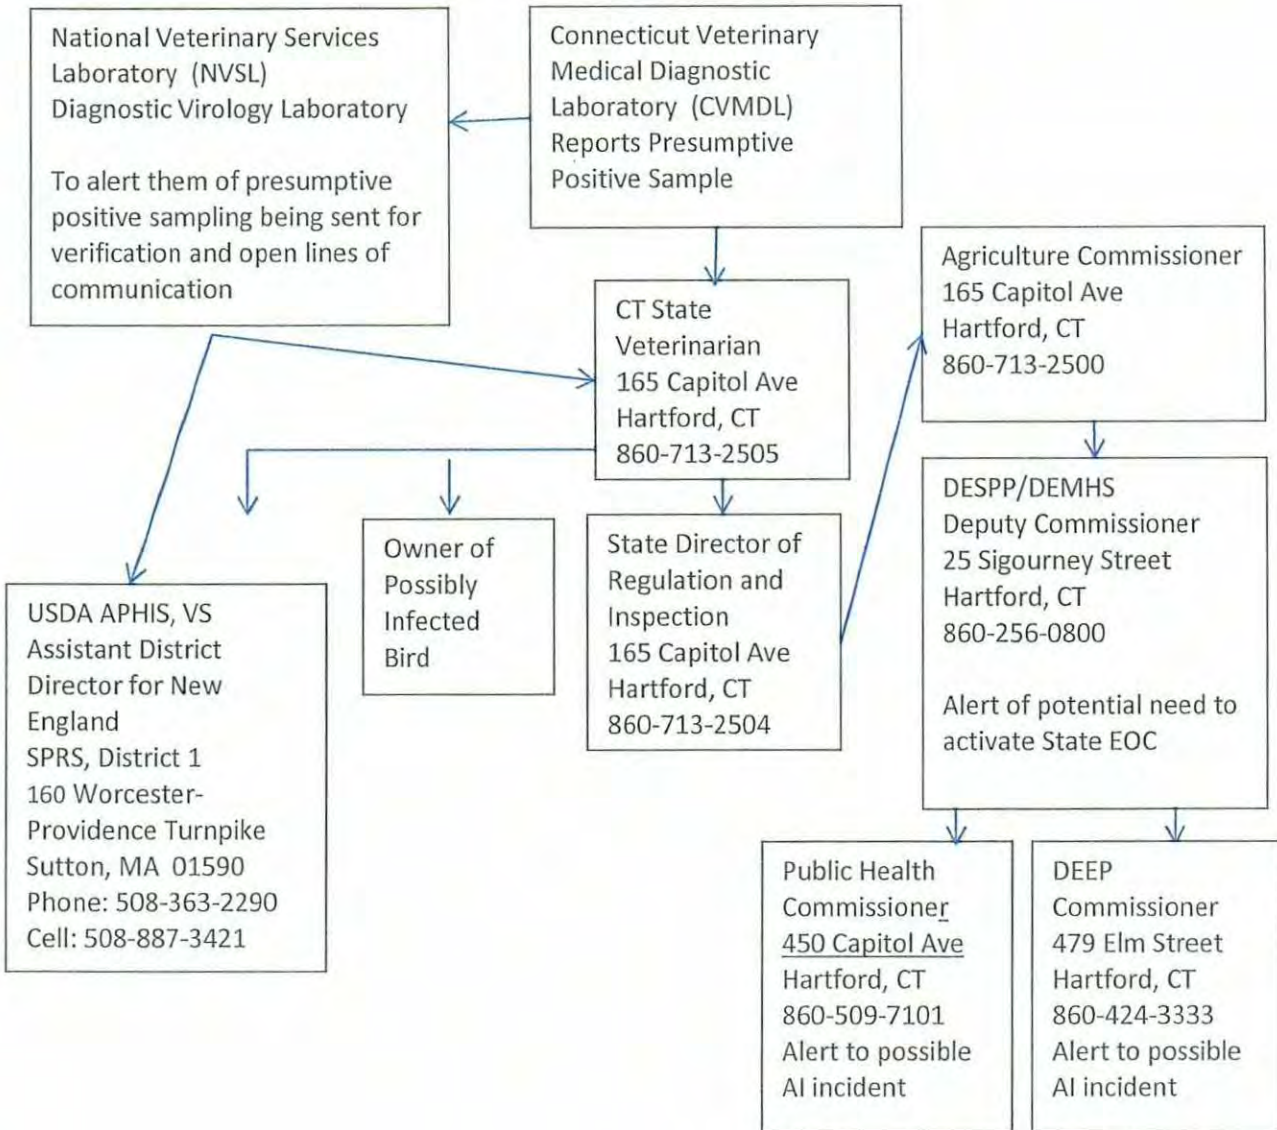 National Veterinary Services
Laboratory (NVSL)
Diagnostic Virology Laboratory
To alert them of presumptive
positive sampling being sent for
verification and open lines of
communication
Connecticut Veterinary
Medical Diagnostic
Laboratory (CVMDL)
Reports Presumptive
Positive Sample
Agriculture Commissioner
165 Capitol Ave
Hartford, CT
860-713-2500
CT State
Veterinarian
165 Capitol Ave
Hartford, CT
860-713-2505
DESPP/DEMHS
Deputy Commissioner
25 Sigourney Street
Hartford, CT
860-256-0800
Alert of potential need to
activate State EOC
Owner of
Possibly
Infected
Bird
State Director of
Regulation and
Inspection
165 Capitol Ave
Hartford, CT
860-713-2504
USDA APHIS, VS
Assistant District
Director for New
England
SPRS, District 1
160 Worcester-
Providence Turnpike
Sutton, MA 01590
Phone: 508-363-2290
Cell: 508-887-3421
Public Health
Commissioner
450 Capitol Ave
Hartford, CT
860-509-7101
Alert to possible
AI incident
DEEP
Commissioner
479 Elm Street
Hartford, CT
860-424-3333
Alert to possible
AI incident